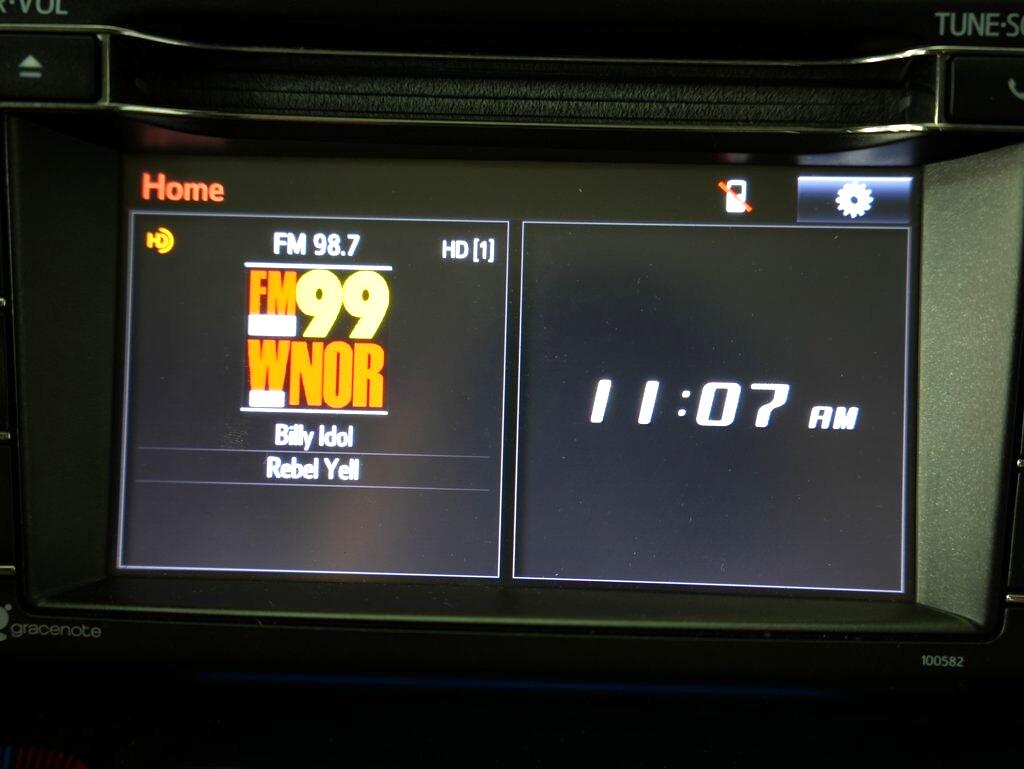 R·VOL
TUNE·SC
Home
HD
FM 98.7
HD [1]
FM99
WNOR
Billy Idol
Rebel Yell
11:07 AM
gracenote
100582